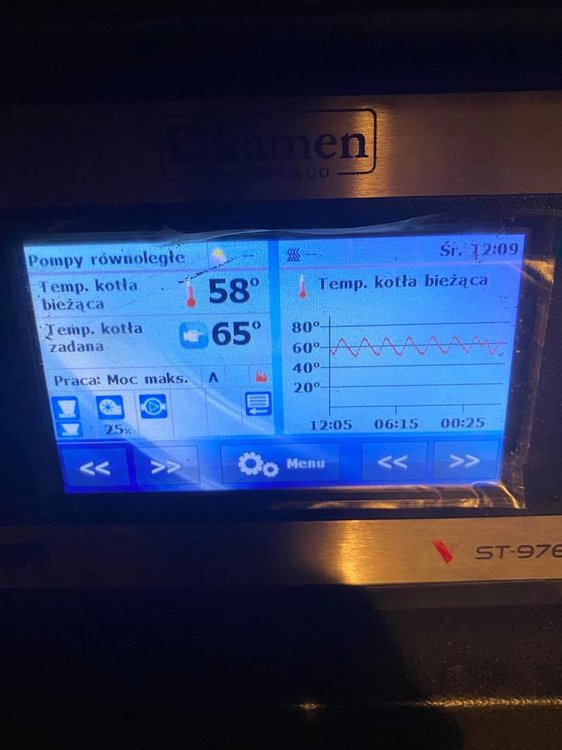 kamen
CO.
Pompy równoległe
--
--
Śr. 12:09
Temp. kotła
bieżąca
58°
Temp. kotła
zadana
65°
Praca: Moc maks.
A
25%
Temp. kotła bieżąca
80°
60°
40°
20°
12:05 06:15 00:25
<< >> Menu << >>
ST-976